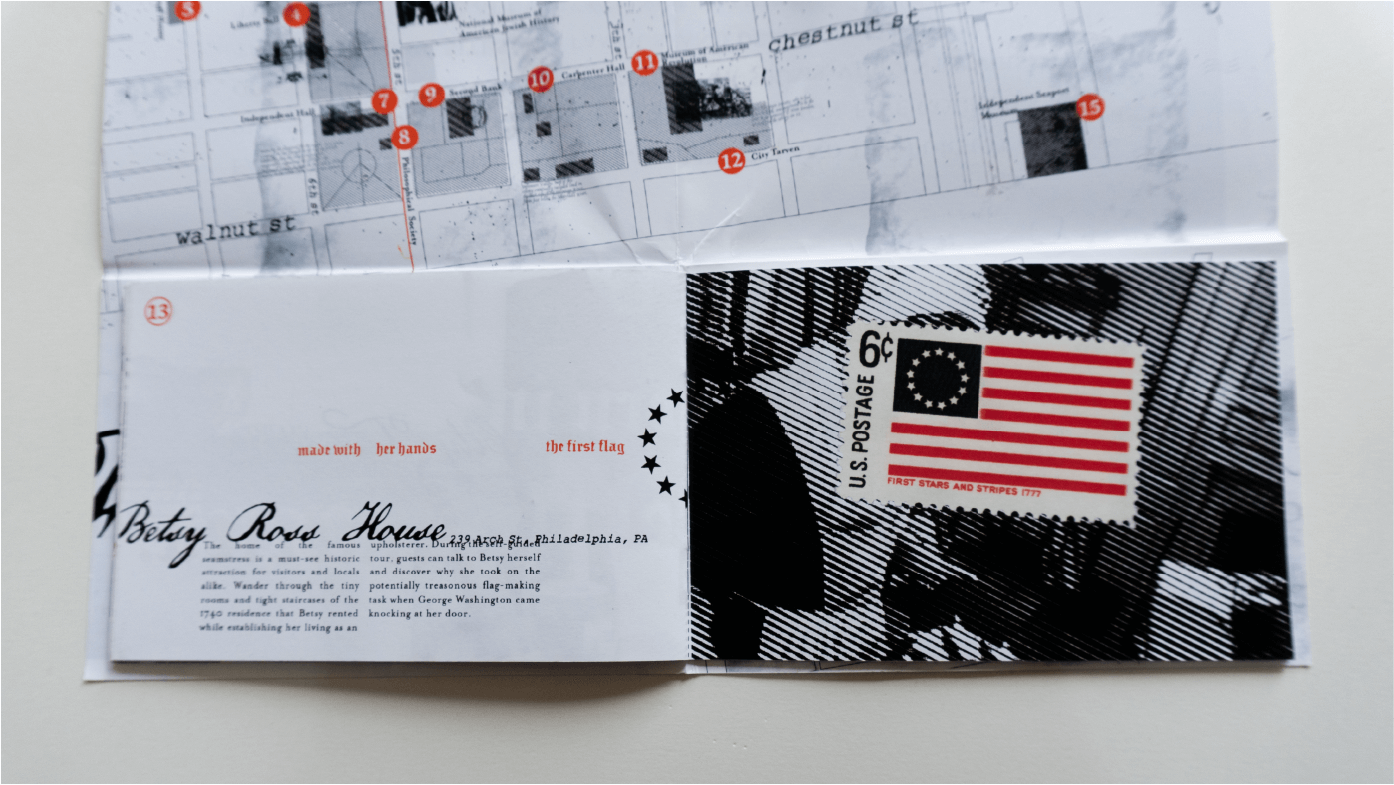 5
4
Liberty Bell
National Museum of
American Jewish History
5th st
7
Independent Hall
8
9
Second Bank
10
Carpenter Hall
11
Museum of American
Revolution
chestnut st
Independent Seaport
15
12
City Tarven
6th st
Philosophical Society
walnut st
13
made with her hands the first flag
Betsy Ross House 239 Arch St, Philadelphia, PA
The home of the famous
seamstress is a must-see historic
attraction for visitors and locals
alike. Wander through the tiny
rooms and tight staircases of the
1740 residence that Betsy rented
while establishing her living as an
upholsterer. During the self-guided
tour, guests can talk to Betsy herself
and discover why she took on the
potentially treasonous flag-making
task when George Washington came
knocking at her door.
6¢
U.S. POSTAGE
FIRST STARS AND STRIPES 1777